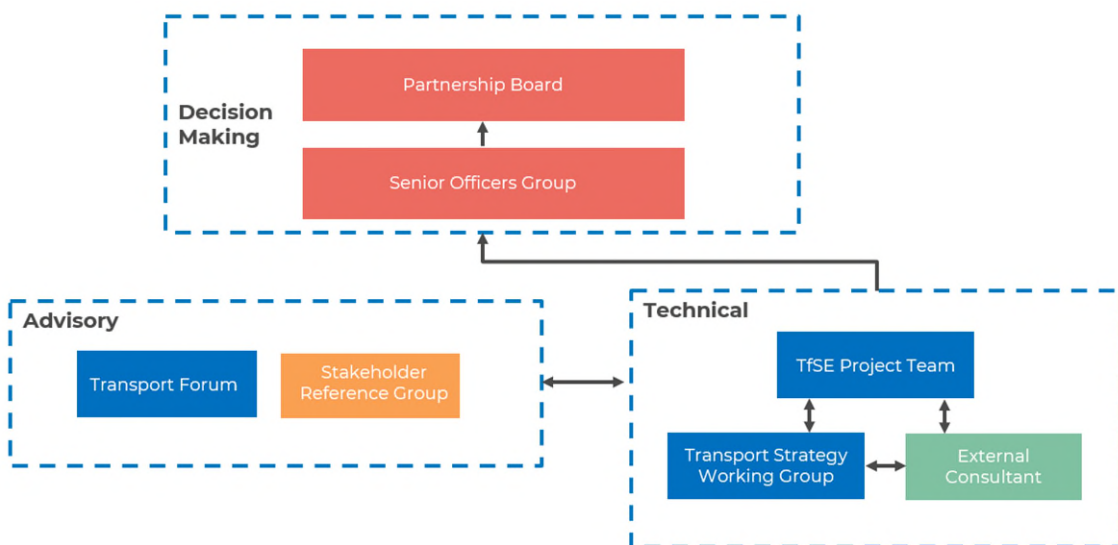 Decision
Making
Partnership Board
Senior Officers Group
Advisory
Transport Forum
Stakeholder
Reference Group
Technical
TfSE Project Team
Transport Strategy
Working Group
External
Consultant